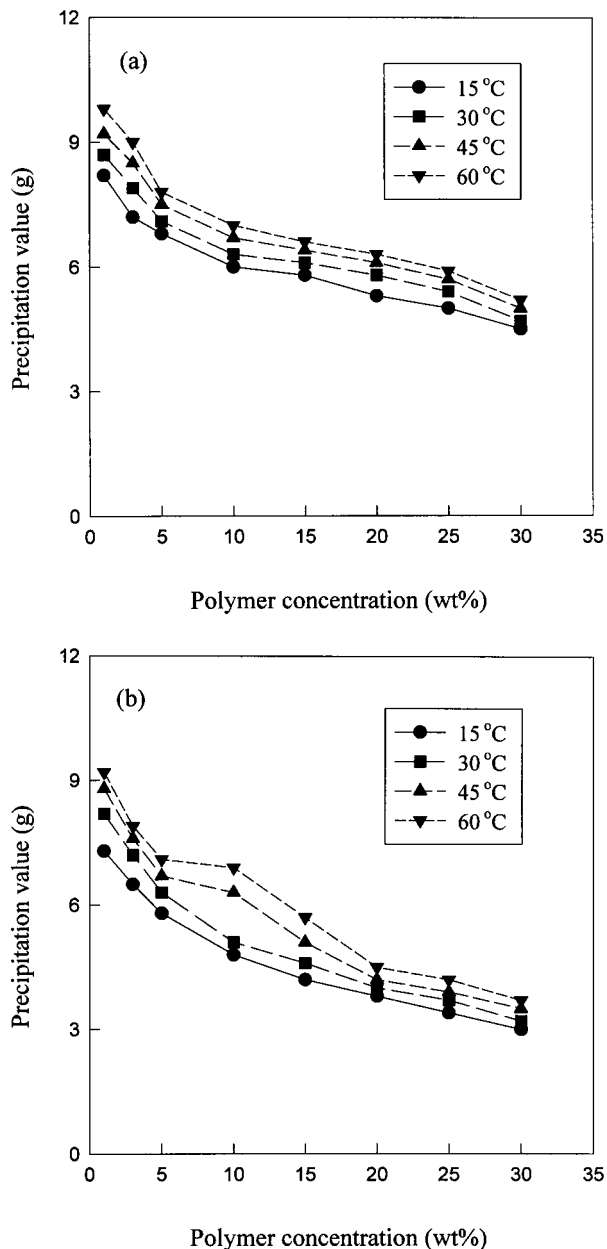 12
(a)
15 °C
30 °C
45 °C
60 °C
9
6
3
0
Precipitation value (g)
0 5 10 15 20 25 30 35
Polymer concentration (wt%)
12
(b)
15 °C
30 °C
45 °C
60 °C
9
6
3
0
Precipitation value (g)
0 5 10 15 20 25 30 35
Polymer concentration (wt%)